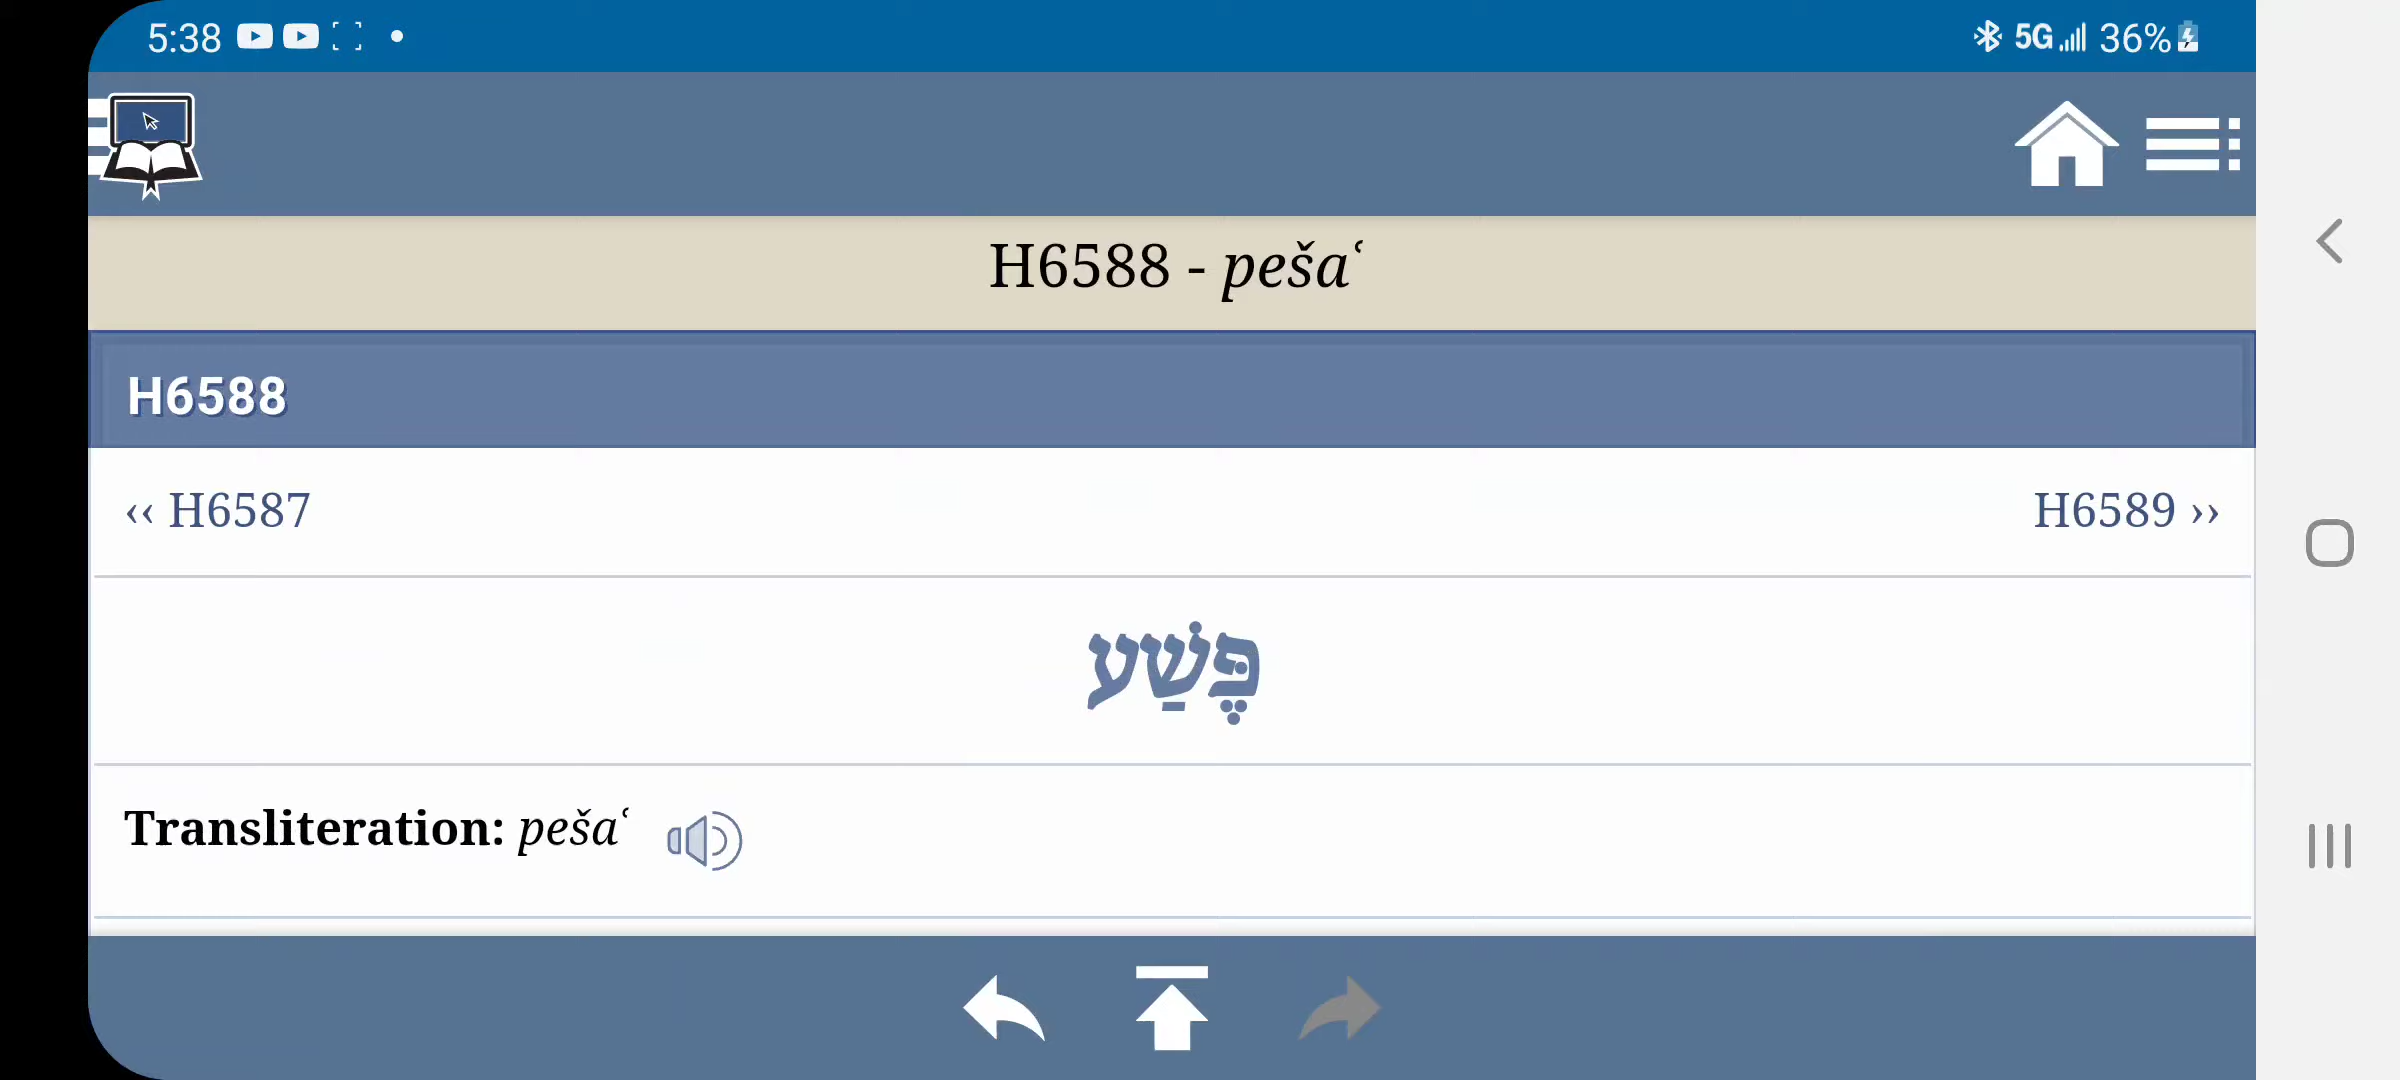 5:38 5G 36%
H6588 - pešaʿ
H6588
‹‹ H6587 H6589 ››
פֶּשַׁע
Transliteration: pešaʿ